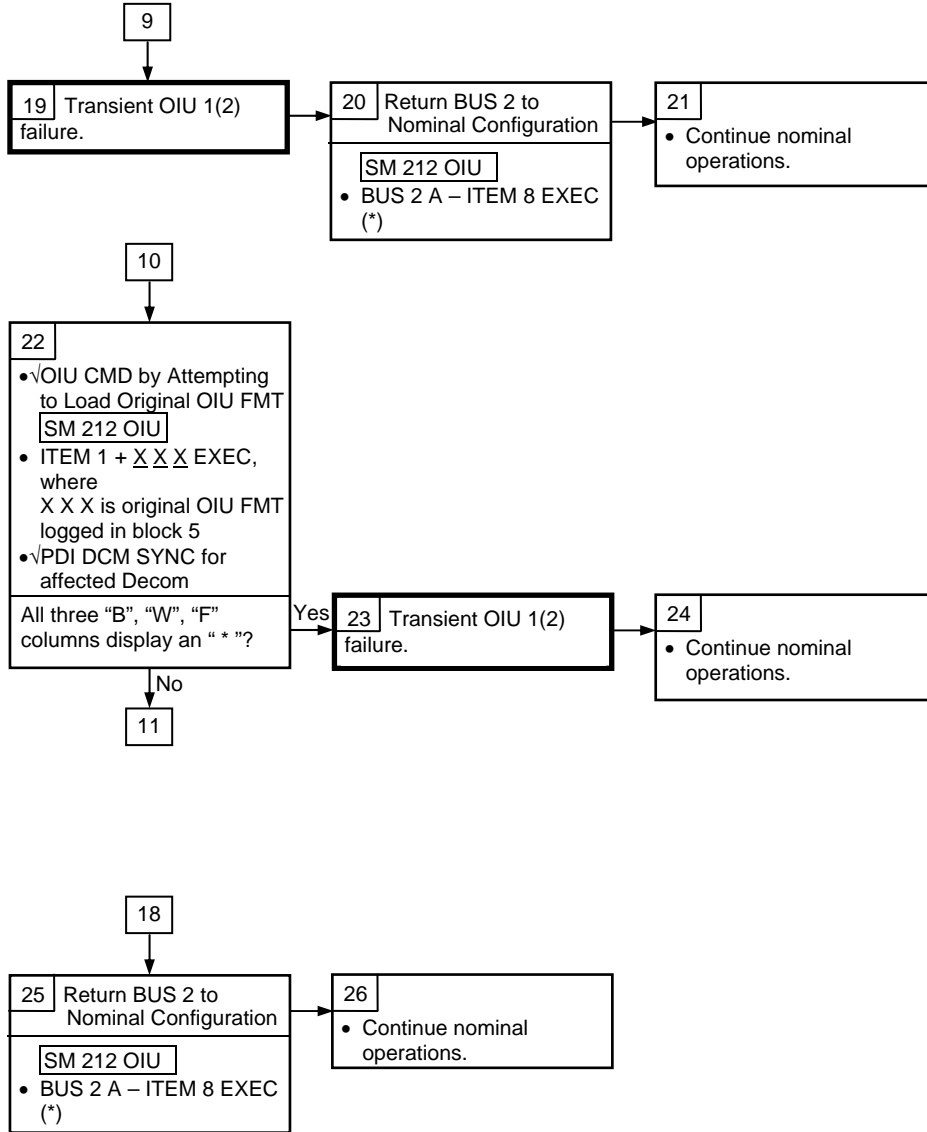 9
19 Transient OIU 1(2)
failure.
20 Return BUS 2 to
Nominal Configuration
SM 212 OIU
• BUS 2 A – ITEM 8 EXEC
(*)
21
• Continue nominal
operations.
10
22
•√OIU CMD by Attempting
to Load Original OIU FMT
SM 212 OIU
• ITEM 1 + X X X EXEC,
where
X X X is original OIU FMT
logged in block 5
•√PDI DCM SYNC for
affected Decom
All three “B”, “W”, “F”
columns display an “ * ”?
Yes
23 Transient OIU 1(2)
failure.
24
• Continue nominal
operations.
No
11
18
25 Return BUS 2 to
Nominal Configuration
SM 212 OIU
• BUS 2 A – ITEM 8 EXEC
(*)
26
• Continue nominal
operations.